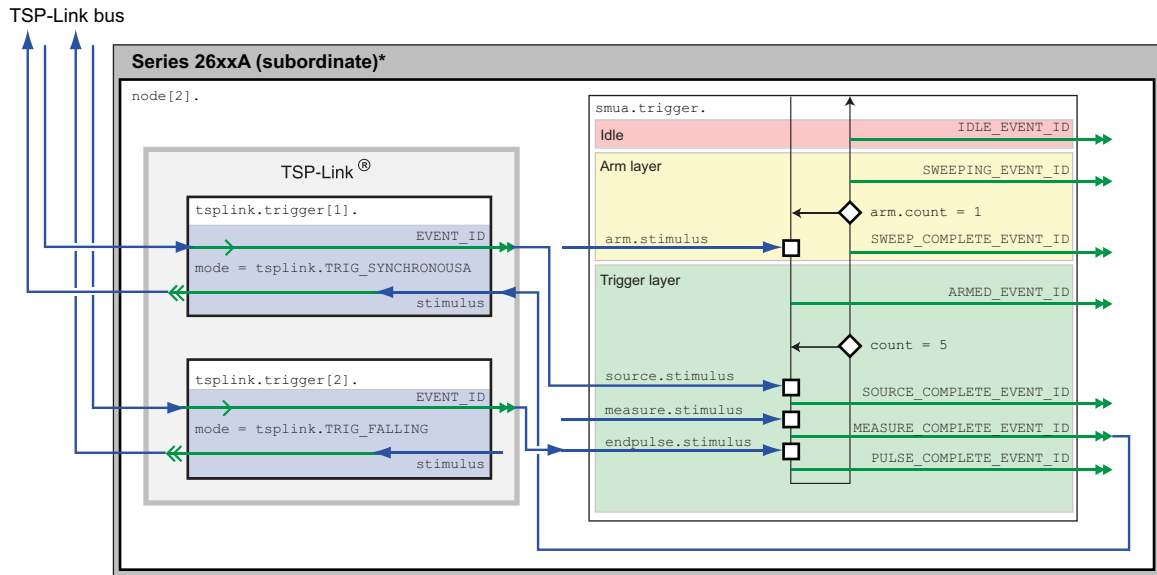 TSP-Link bus
Series 26xxA (subordinate)*
node[2].
TSP-Link ®
tsplink.trigger[1].
EVENT_ID
mode = tsplink.TRIG_SYNCHRONOUSA
stimulus
tsplink.trigger[2].
EVENT_ID
mode = tsplink.TRIG_FALLING
stimulus
smua.trigger.
Idle
IDLE_EVENT_ID
Arm layer
SWEEPING_EVENT_ID
arm.count = 1
arm.stimulus
SWEEP_COMPLETE_EVENT_ID
Trigger layer
ARMED_EVENT_ID
count = 5
source.stimulus
SOURCE_COMPLETE_EVENT_ID
measure.stimulus
MEASURE_COMPLETE_EVENT_ID
endpulse.stimulus
PULSE_COMPLETE_EVENT_ID